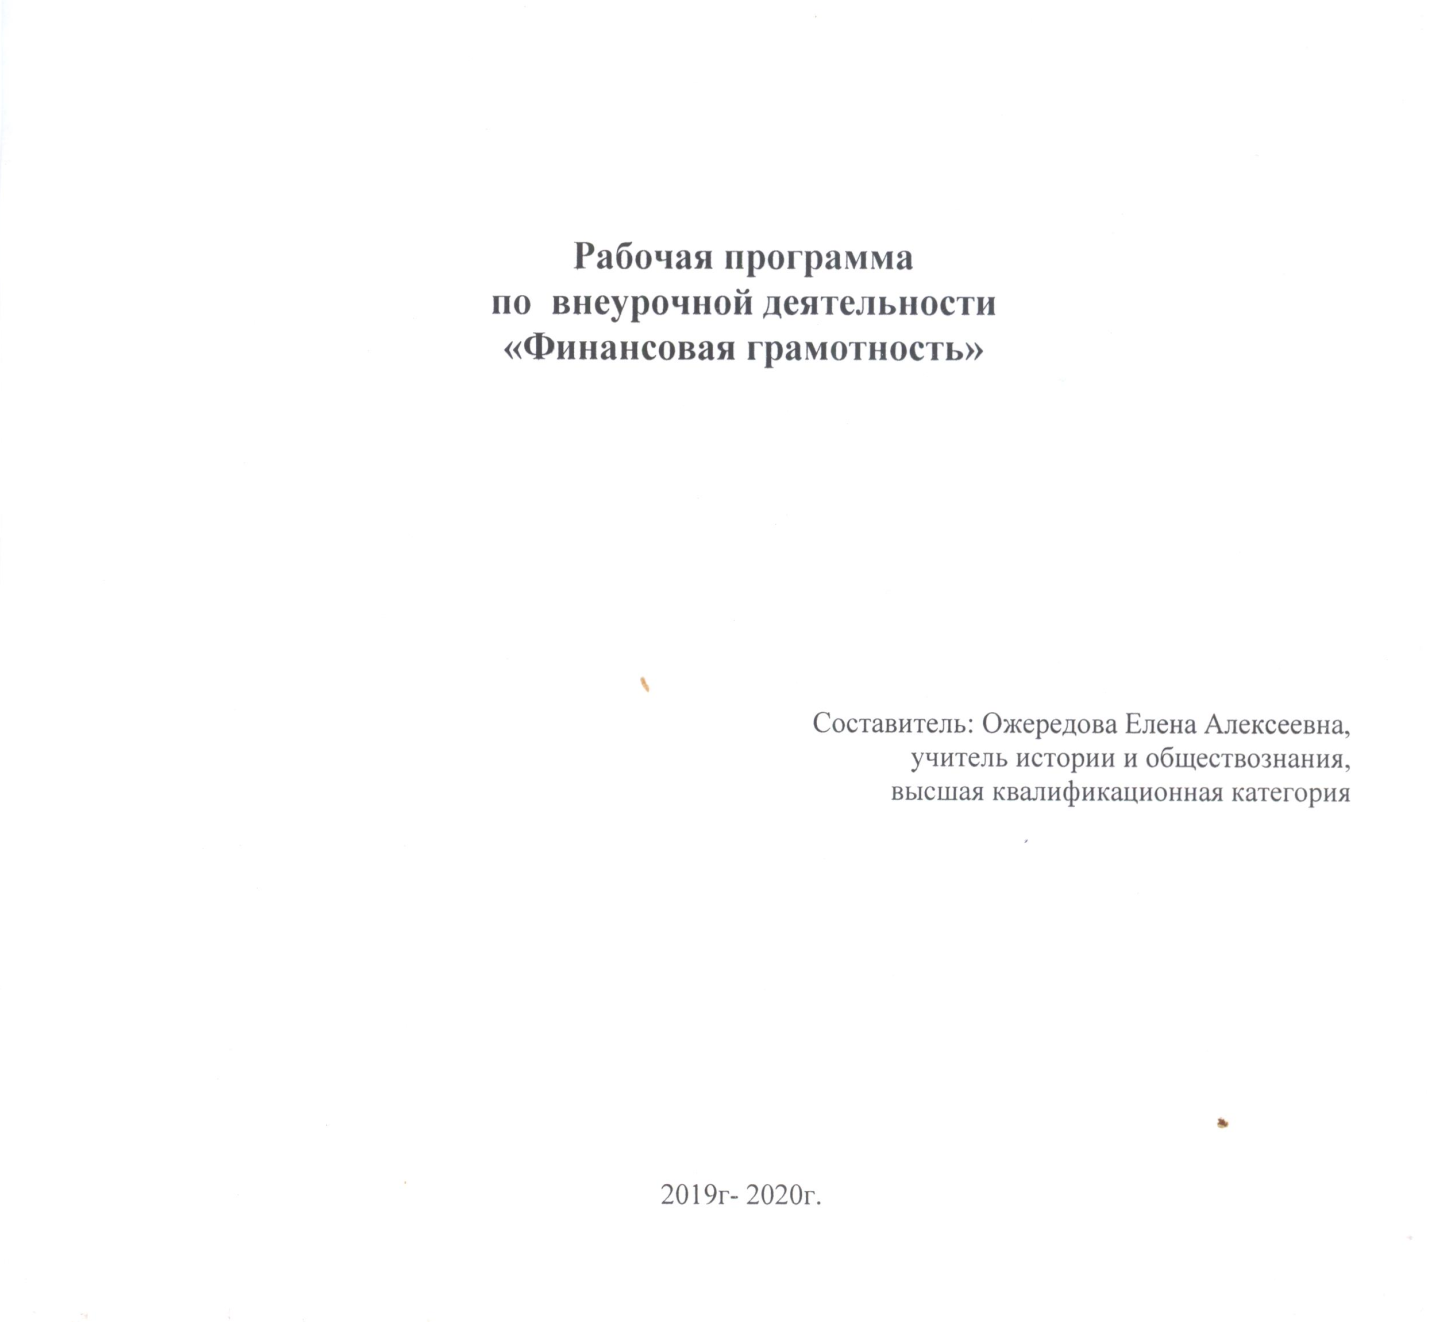 Рабочая программа
по внеурочной деятельности
«Финансовая грамотность»
Составитель: Ожередова Елена Алексеевна,
учитель истории и обществознания,
высшая квалификационная категория
2019г- 2020г.